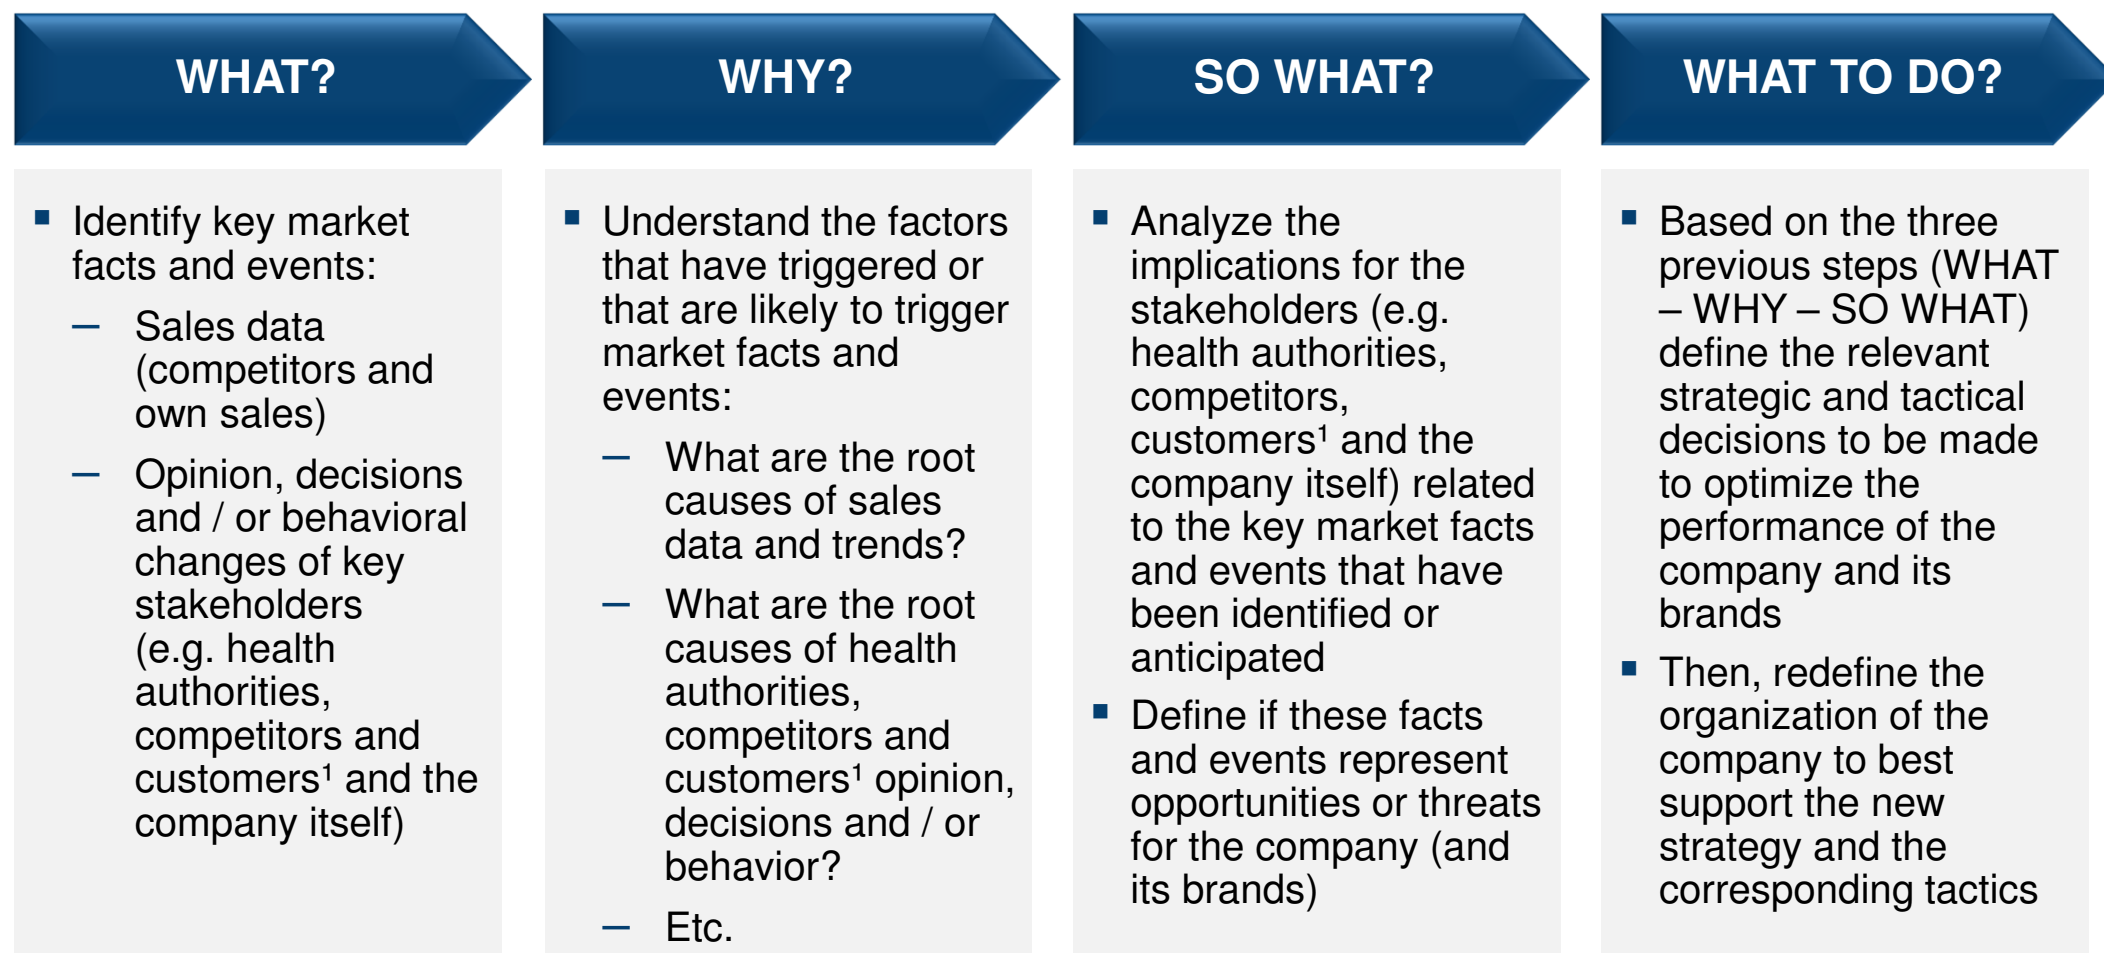 WHAT?
Identify key market
facts and events:
– Sales data
(competitors and
own sales)
– Opinion, decisions
and / or behavioral
changes of key
stakeholders
(e.g. health
authorities,
competitors and
customers¹ and the
company itself)
WHY?
Understand the factors
that have triggered or
that are likely to trigger
market facts and
events:
– What are the root
causes of sales
data and trends?
– What are the root
causes of health
authorities,
competitors and
customers¹ opinion,
decisions and / or
behavior?
– Etc.
SO WHAT?
Analyze the
implications for the
stakeholders (e.g.
health authorities,
competitors,
customers¹ and the
company itself) related
to the key market facts
and events that have
been identified or
anticipated
Define if these facts
and events represent
opportunities or threats
for the company (and
its brands)
WHAT TO DO?
Based on the three
previous steps (WHAT
– WHY – SO WHAT)
define the relevant
strategic and tactical
decisions to be made
to optimize the
performance of the
company and its
brands
Then, redefine the
organization of the
company to best
support the new
strategy and the
corresponding tactics